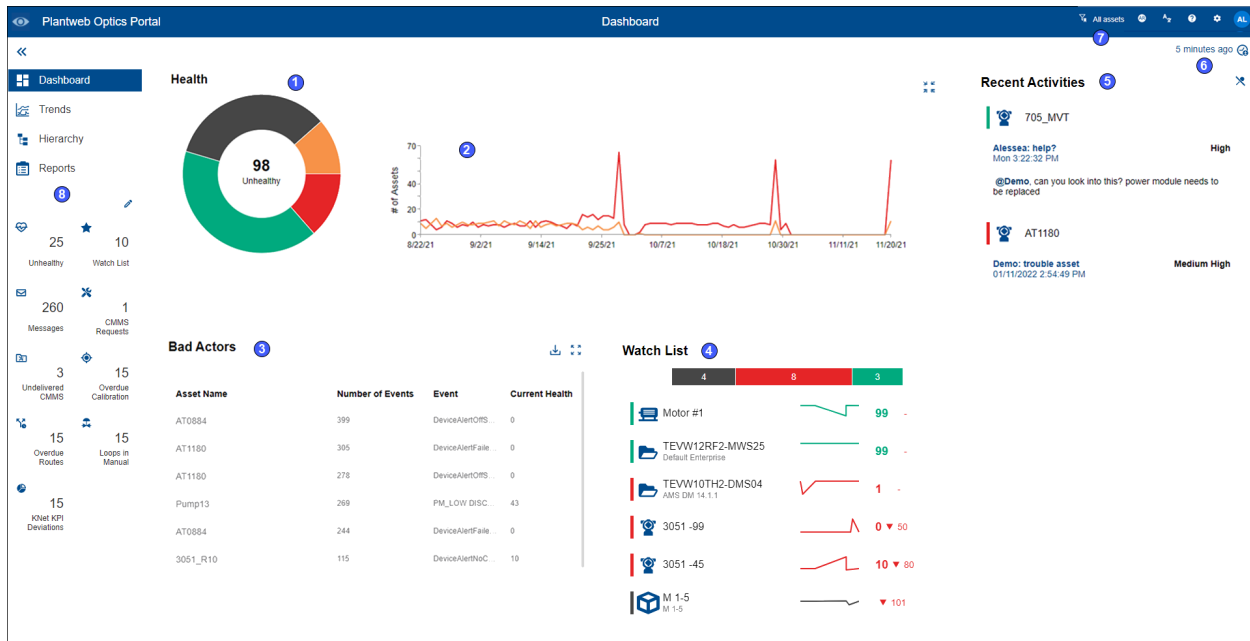 Plantweb Optics Portal
Dashboard
All assets
AL
7
5 minutes ago
6
Dashboard
Trends
Hierarchy
Reports
8
25
10
Unhealthy
Watch List
260
1
Messages
CMMS
Requests
3
15
Undelivered
CMMS
Overdue
Calibration
15
15
Overdue
Routes
Loops in
Manual
15
KNet KPI
Deviations
Health
1
98
Unhealthy
2
# of Assets
70
40
20
0
8/22/21 9/2/21 9/14/21 9/25/21 10/7/21 10/18/21 10/30/21 11/11/21 11/20/21
Recent Activities
5
705_MVT
Alessea: help?
High
Mon 3:22:32 PM
@Demo, can you look into this? power module needs to
be replaced
AT1180
Demo: trouble asset
Medium High
01/11/2022 2:54:49 PM
Bad Actors
3
Asset Name Number of Events Event Current Health
AT0884 399 DeviceAlertOffS... 0
AT1180 305 DeviceAlertFaile... 0
AT1180 278 DeviceAlertOffS... 0
Pump13 269 PM_LOW DISC... 43
AT0884 244 DeviceAlertFaile... 0
3051_R10 115 DeviceAlertNoC... 10
Watch List
4
4 8 3
Motor #1 99 -
TEVW12RF2-MWS25 99 -
Default Enterprise
TEVW10TH2-DMS04 1 -
AMS DM 14.1.1
3051 -99 0 ▼ 50
3051 -45 10 ▼ 80
M 1-5 ▼ 101
M 1-5